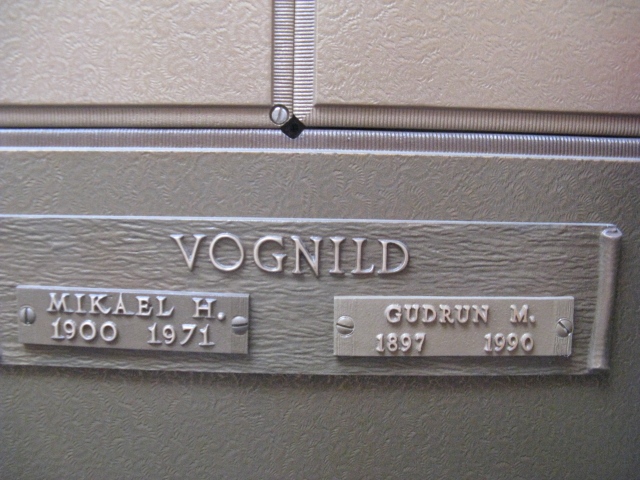 VOGNILD
MIKAEL H.
1900 1971
GUDRUN M.
1897 1990